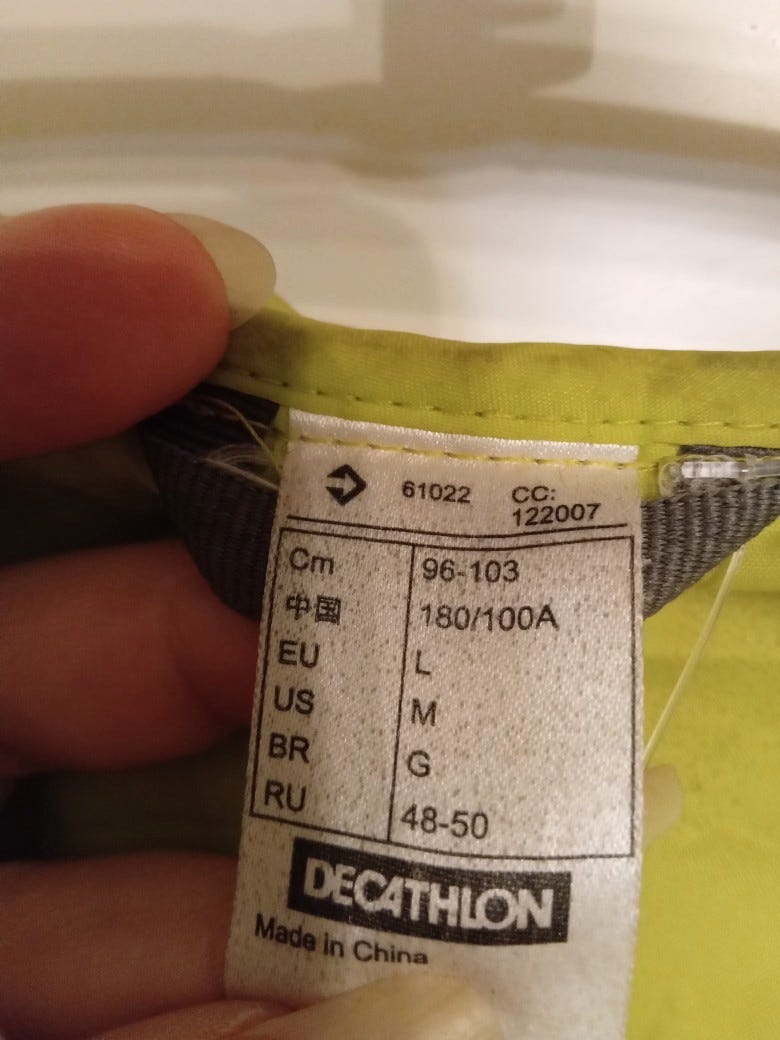 61022 CC:
122007
Cm 96-103
中国 180/100A
EU L
US M
BR G
RU 48-50
DECATHLON
Made in China